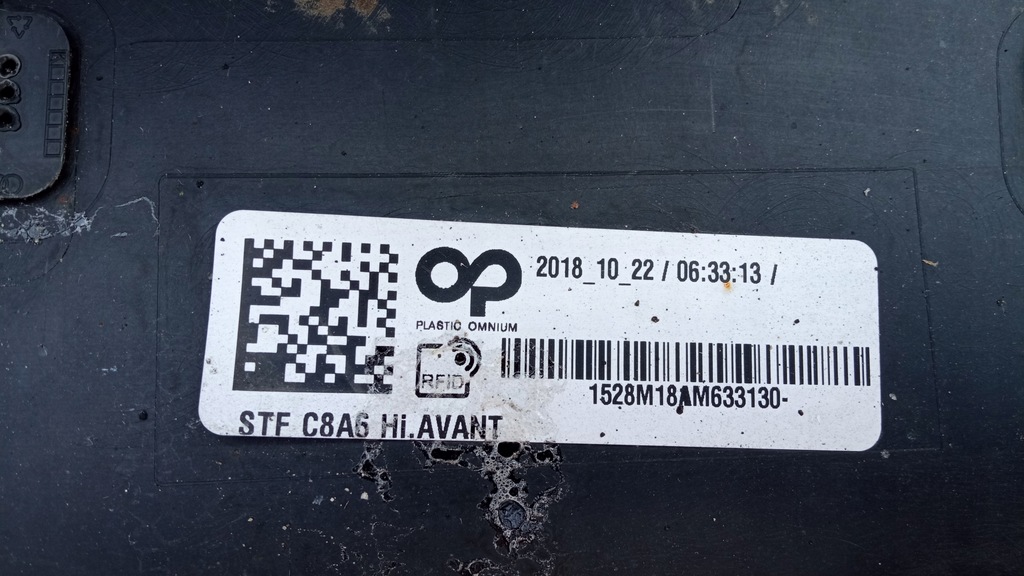 2018_10_22 / 06:33:13 /
PLASTIC OMNIUM
RFID
1528M18AM633130-
STF C8A6 Hi.AVANT